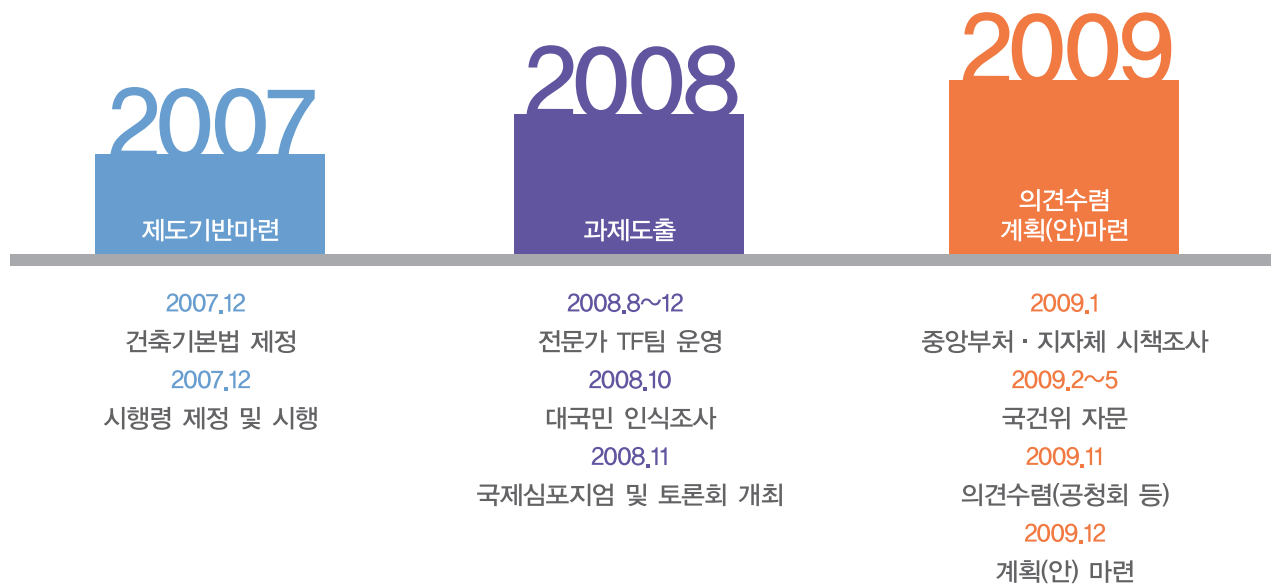 2007
제도기반마련
2007.12
건축기본법 제정
2007.12
시행령 제정 및 시행
2008
과제도출
2008.8~12
전문가 TF팀 운영
2008.10
대국민 인식조사
2008.11
국제심포지엄 및 토론회 개최
2009
의견수렴
계획(안)마련
2009.1
중앙부처·지자체 시책조사
2009.2~5
국건위 자문
2009.11
의견수렴(공청회 등)
2009.12
계획(안) 마련